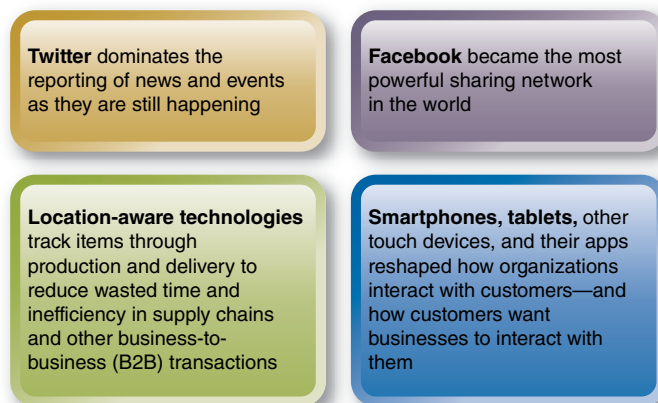 Twitter dominates the
reporting of news and events
as they are still happening
Facebook became the most
powerful sharing network
in the world
Location-aware technologies
track items through
production and delivery to
reduce wasted time and
inefficiency in supply chains
and other business-to-
business (B2B) transactions
Smartphones, tablets, other
touch devices, and their apps
reshaped how organizations
interact with customers—and
how customers want
businesses to interact with
them